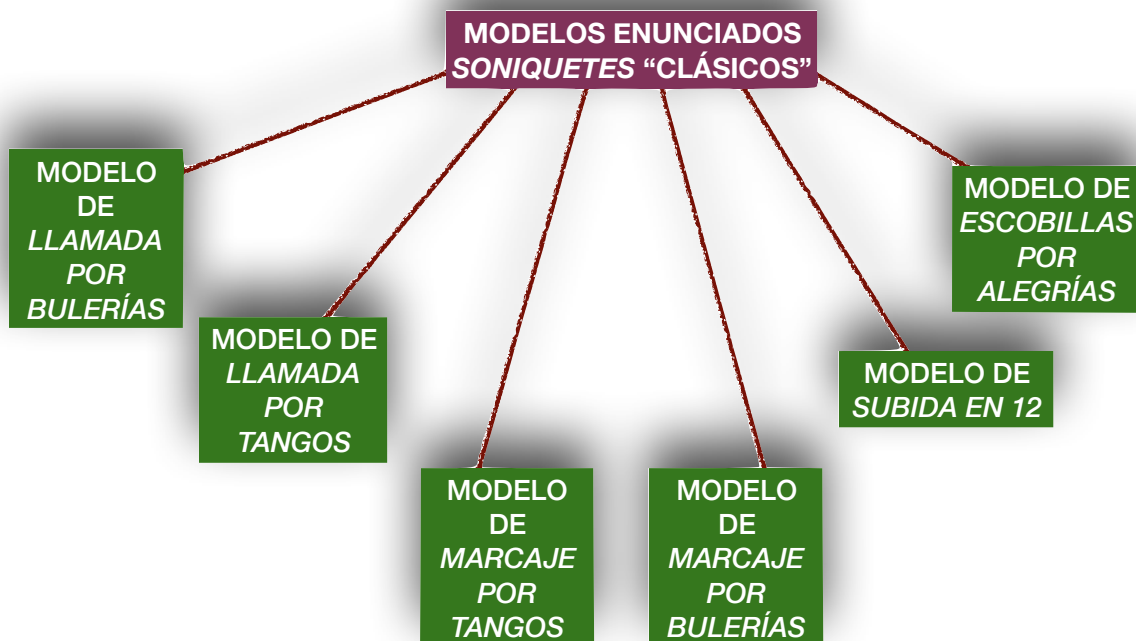 MODELOS ENUNCIADOS
SONIQUETES “CLÁSICOS”
MODELO
DE
LLAMADA
POR
BULERÍAS
MODELO DE
LLAMADA
POR
TANGOS
MODELO
DE
MARCAJE
POR
TANGOS
MODELO
DE
MARCAJE
POR
BULERÍAS
MODELO DE
SUBIDA EN 12
MODELO DE
ESCOBILLAS
POR
ALEGRÍAS